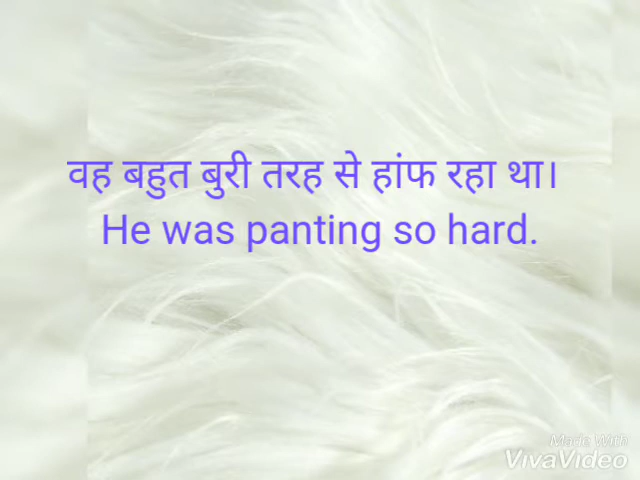 वह बहुत बुरी तरह से हांफ रहा था।
He was panting so hard.
Made With
VivaVideo